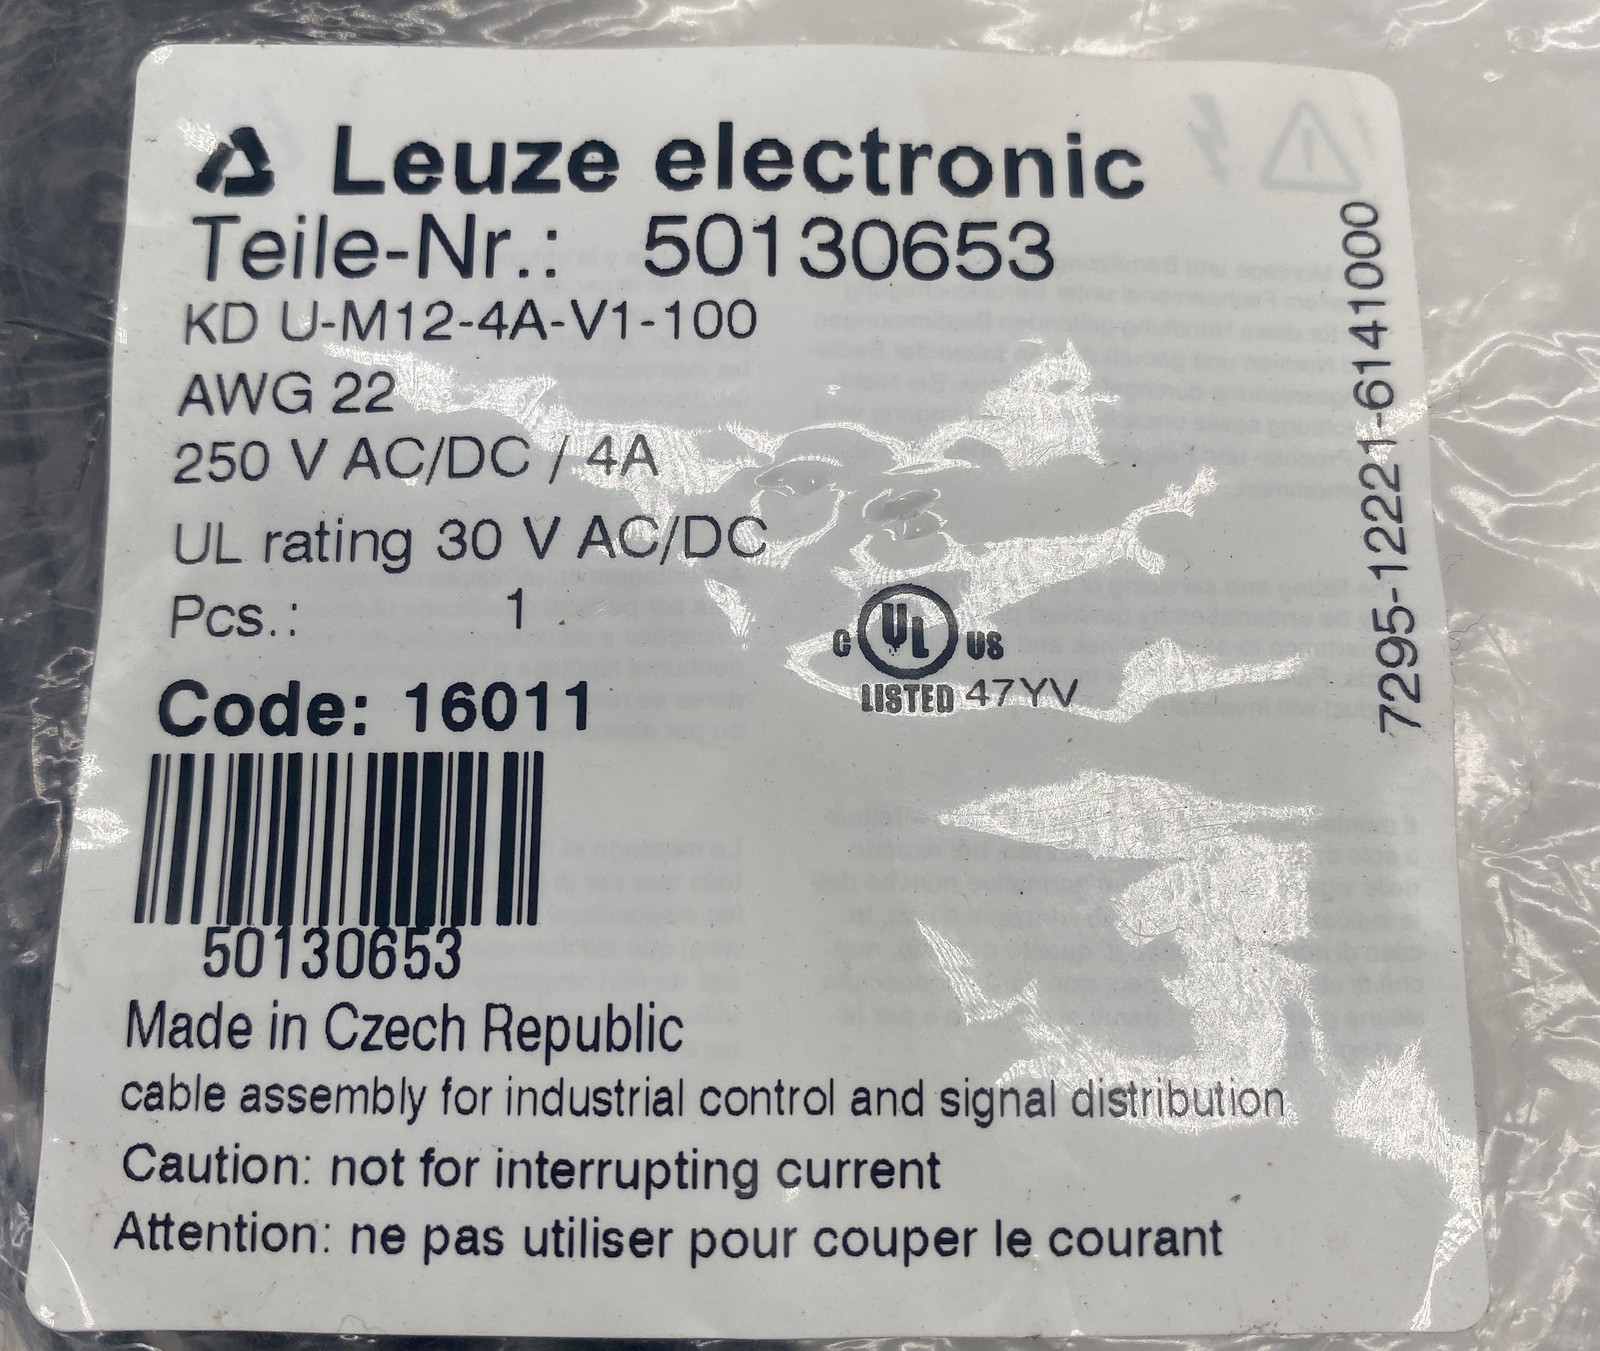 Leuze electronic
Teile-Nr.: 50130653
KD U-M12-4A-V1-100
AWG 22
250 V AC/DC / 4A
UL rating 30 V AC/DC
Pcs.: 1
C UL US
LISTED 47YV
Code: 16011
50130653
Made in Czech Republic
cable assembly for industrial control and signal distribution
Caution: not for interrupting current
Attention: ne pas utiliser pour couper le courant
7295-12221-6141000